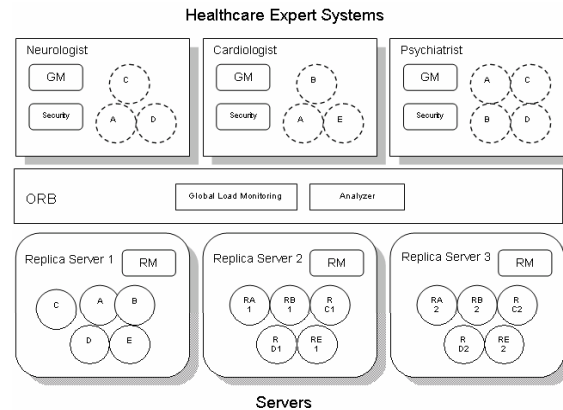 Healthcare Expert Systems
Neurologist
GM
Security
C
A
D
Cardiologist
GM
Security
B
A
E
Psychiatrist
GM
Security
A
C
B
D
ORB
Global Load Monitoring
Analyzer
Replica Server 1
RM
C
A
B
D
E
Replica Server 2
RM
RA
1
RB
1
R
C1
R
D1
RE
1
Replica Server 3
RM
RA
2
RB
2
R
C2
R
D2
RE
2
Servers